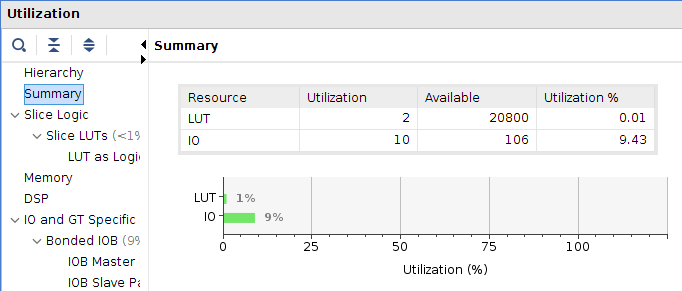 Utilization
Summary
Hierarchy
Summary
Slice Logic
Slice LUTs (<1%
LUT as Logic
Memory
DSP
IO and GT Specific
Bonded IOB (9%
IOB Master
IOB Slave Pa
Resource Utilization Available Utilization %
LUT 2 20800 0.01
IO 10 106 9.43
LUT 1%
IO 9%
0 25 50 75 100
Utilization (%)